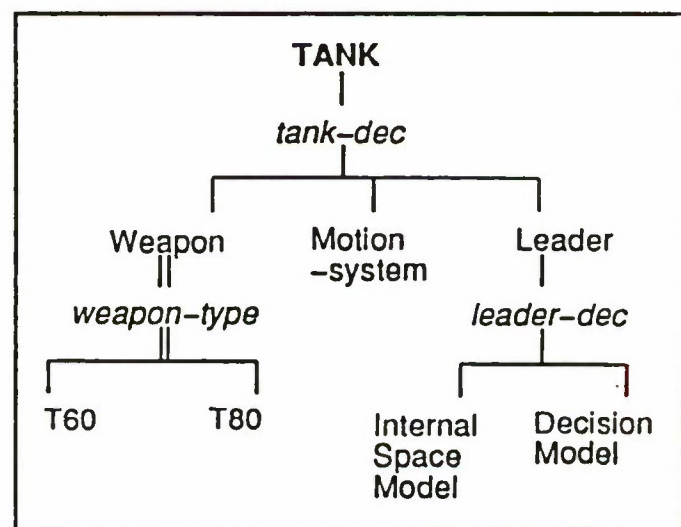 TANK
tank-dec
Weapon
Motion
-system
Leader
weapon-type
leader-dec
T60
T80
Internal
Space
Model
Decision
Model